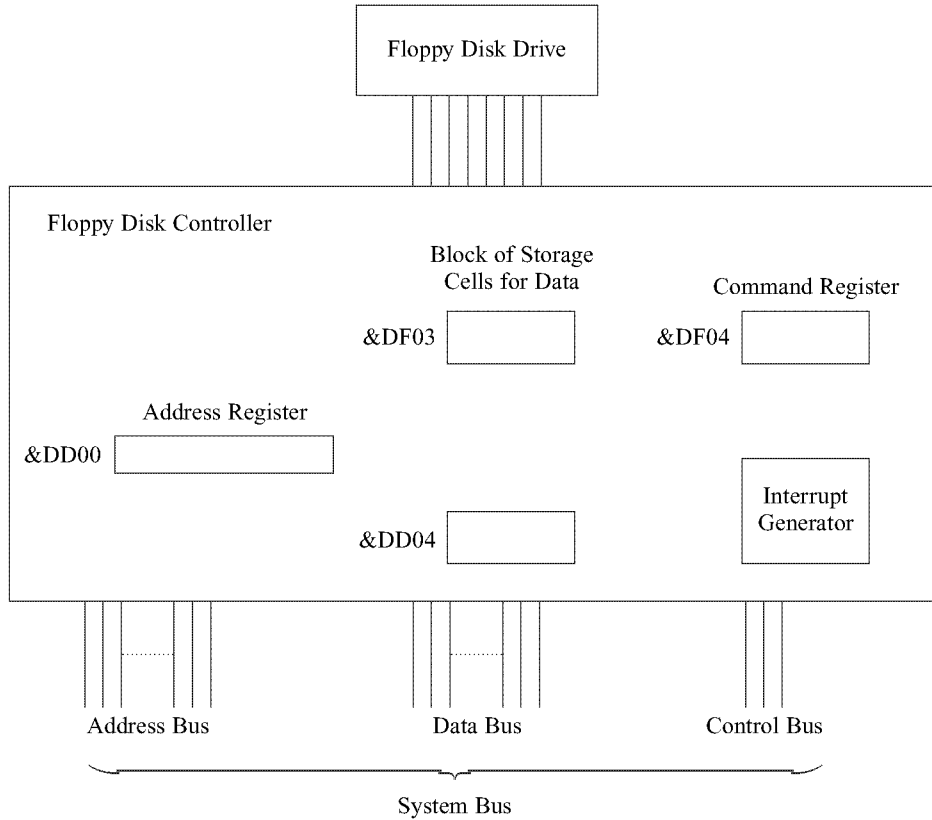 Floppy Disk Drive
Floppy Disk Controller
Block of Storage
Cells for Data
Command Register
&DF03
&DF04
Address Register
&DD00
Interrupt
Generator
&DD04
Address Bus
Data Bus
Control Bus
System Bus